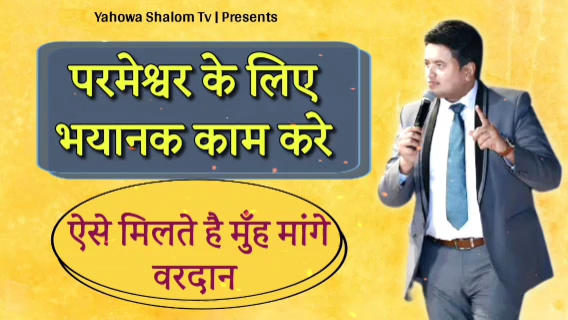 Yahowa Shalom Tv | Presents
परमेश्वर के लिए
भयानक काम करे
ऐसे मिलते है मुँह मांगे
वरदान